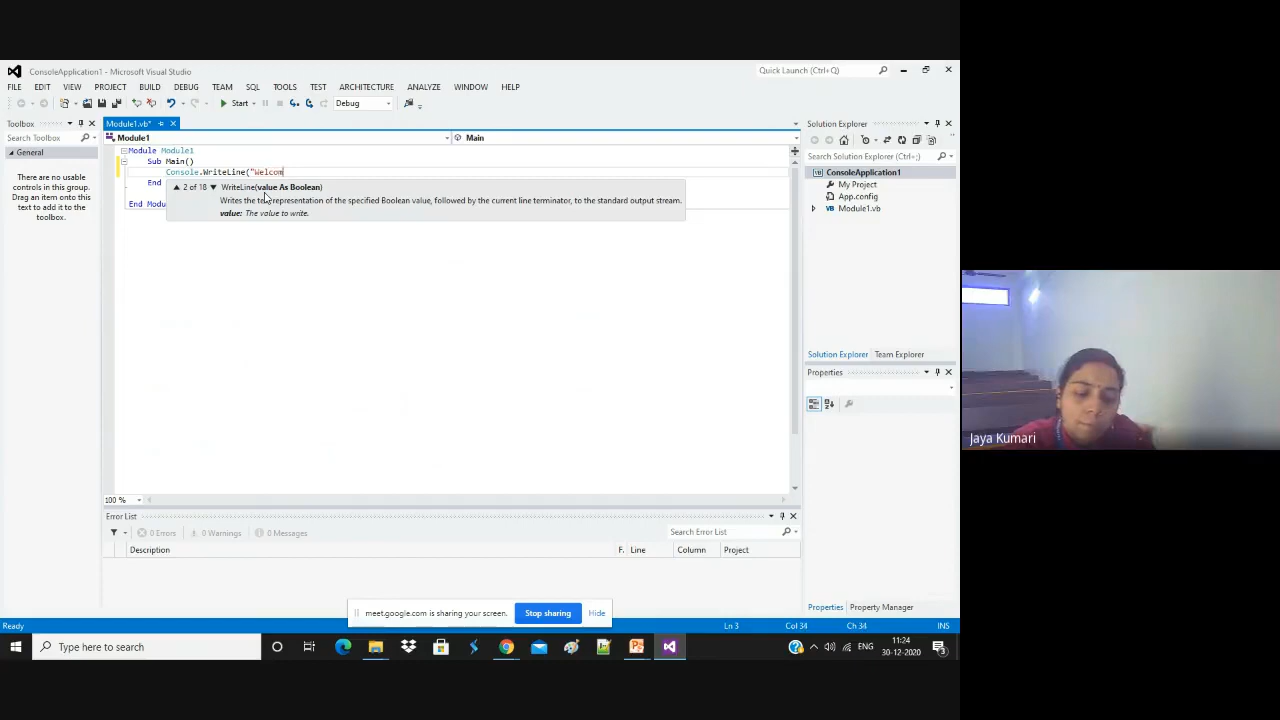 ConsoleApplication1 - Microsoft Visual Studio
Quick Launch (Ctrl+Q)
FILE EDIT VIEW PROJECT BUILD DEBUG TEAM SQL TOOLS TEST ARCHITECTURE ANALYZE WINDOW HELP
Start Debug
Toolbox
Search Toolbox
General
There are no usable
controls in this group.
Drag an item onto this
text to add it to the
toolbox.
Module1.vb*
Module1 Main
Module Module1
Sub Main()
Console.WriteLine("Welcom
End
2 of 18 WriteLine(value As Boolean)
Writes the text representation of the specified Boolean value, followed by the current line terminator, to the standard output stream.
value: The value to write.
End Modu
100 %
Error List
0 Errors 0 Warnings 0 Messages
Search Error List
Description F. Line Column Project
Solution Explorer
Search Solution Explorer (Ctrl+;)
ConsoleApplication1
My Project
App.config
Module1.vb
Solution Explorer Team Explorer
Properties
Properties Property Manager
meet.google.com is sharing your screen. Stop sharing Hide
Ready Ln 3 Col 34 Ch 34 INS
Type here to search
ENG
11:24
30-12-2020
3
Jaya Kumari